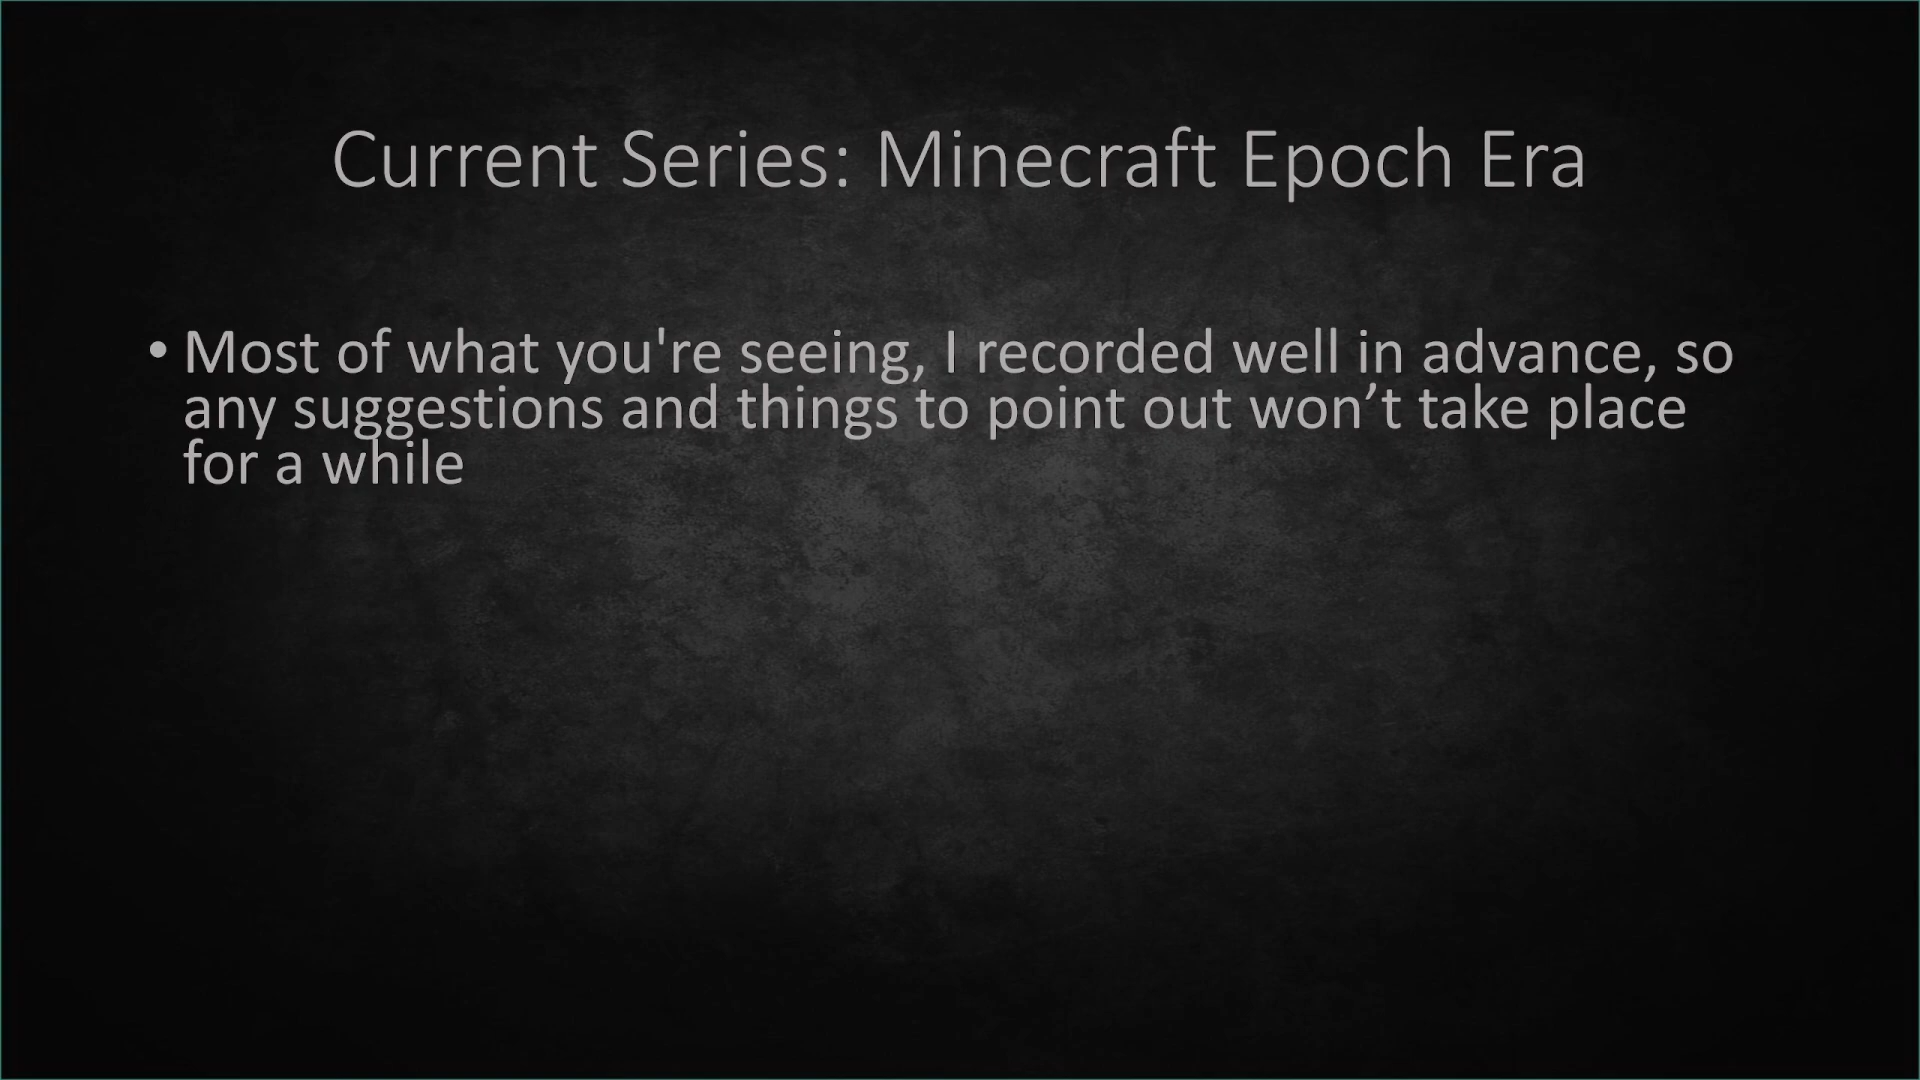 Current Series: Minecraft Epoch Era
• Most of what you're seeing, I recorded well in advance, so
any suggestions and things to point out won’t take place
for a while